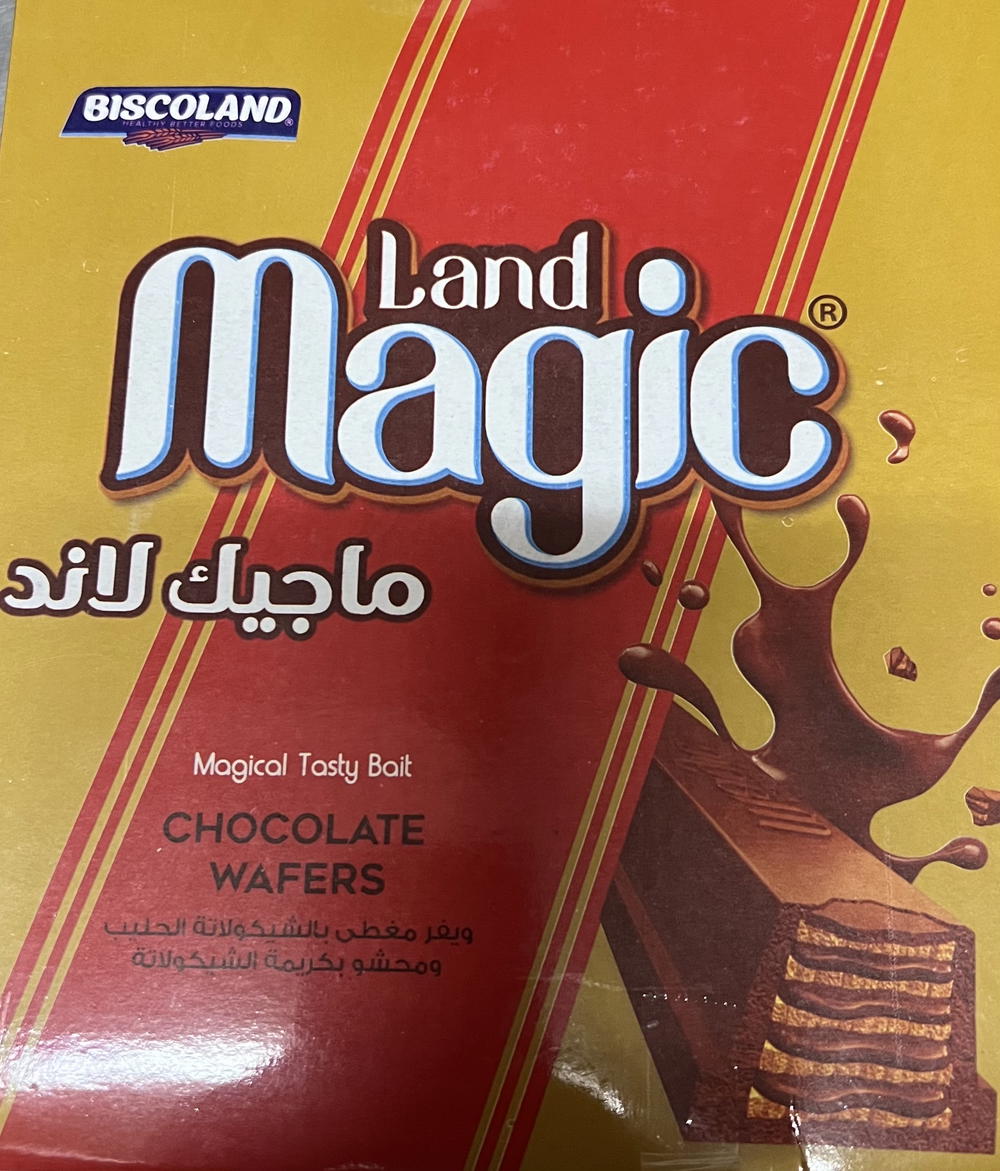 BISCOLAND®
HEALTHY BETTER FOODS
Land
Magic®
ماجيك لاند
Magical Tasty Bait
CHOCOLATE
WAFERS
ويفر مغطى بالشيكولاتة الحليب
ومحشو بكريمة الشيكولاتة